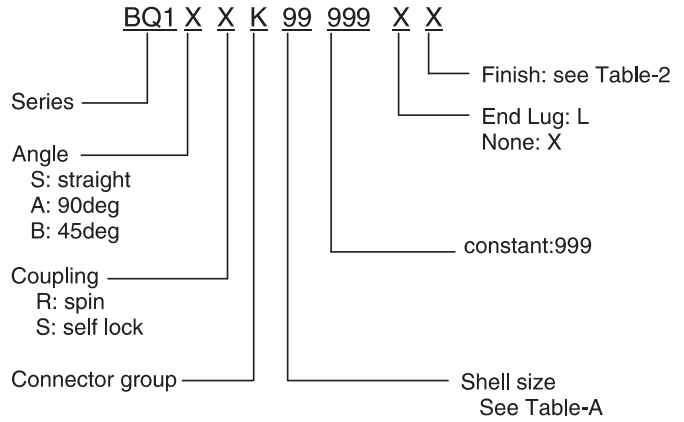 BQ1 X X K 99 999 X X
Finish: see Table-2
Series
End Lug: L
None: X
Angle
S: straight
A: 90deg
B: 45deg
constant:999
Coupling
R: spin
S: self lock
Connector group
Shell size
See Table-A